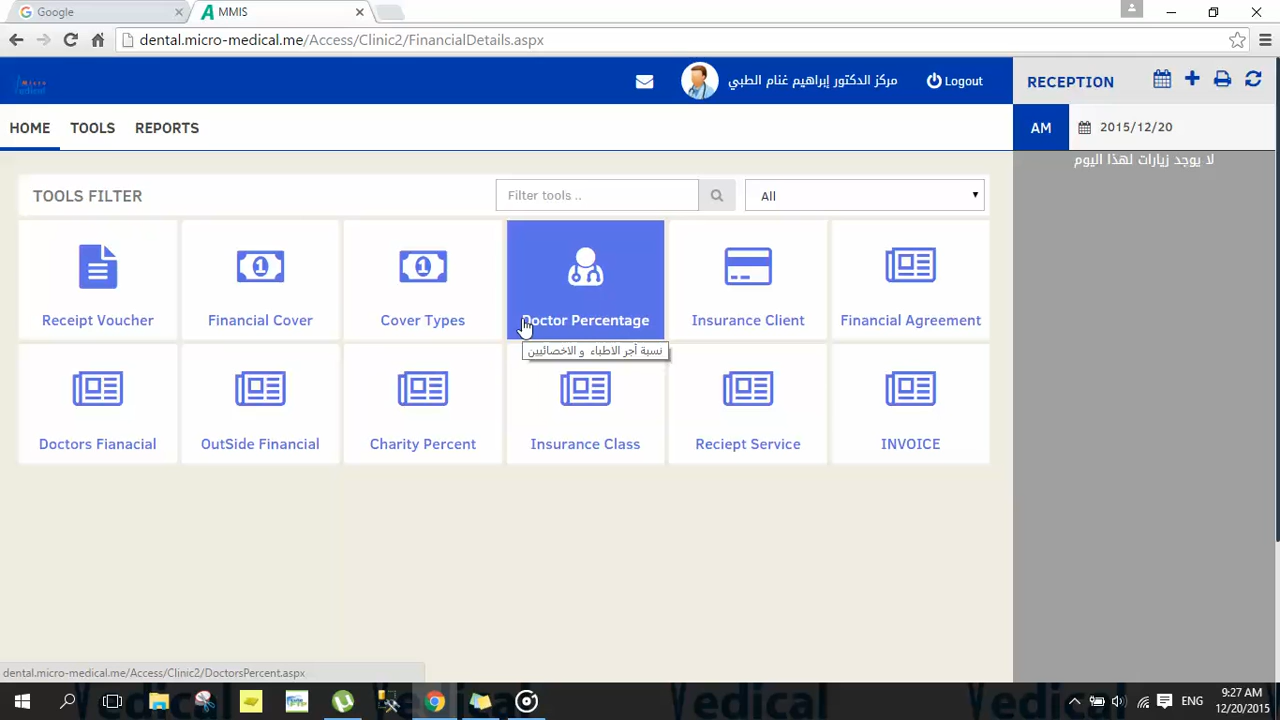 Google
MMIS
dental.micro-medical.me/Access/Clinic2/FinancialDetails.aspx
مركز الدكتور إبراهيم غنام الطبي
Logout
RECEPTION
HOME
TOOLS
REPORTS
AM
2015/12/20
لا يوجد زيارات لهذا اليوم
TOOLS FILTER
Filter tools ..
All
Receipt Voucher
Financial Cover
Cover Types
Doctor Percentage
Insurance Client
Financial Agreement
نسبة أجر الاطباء و الاخصائيين
Doctors Fianacial
OutSide Financial
Charity Percent
Insurance Class
Reciept Service
INVOICE
dental.micro-medical.me/Access/Clinic2/DoctorsPercent.aspx
ENG
9:27 AM
12/20/2015